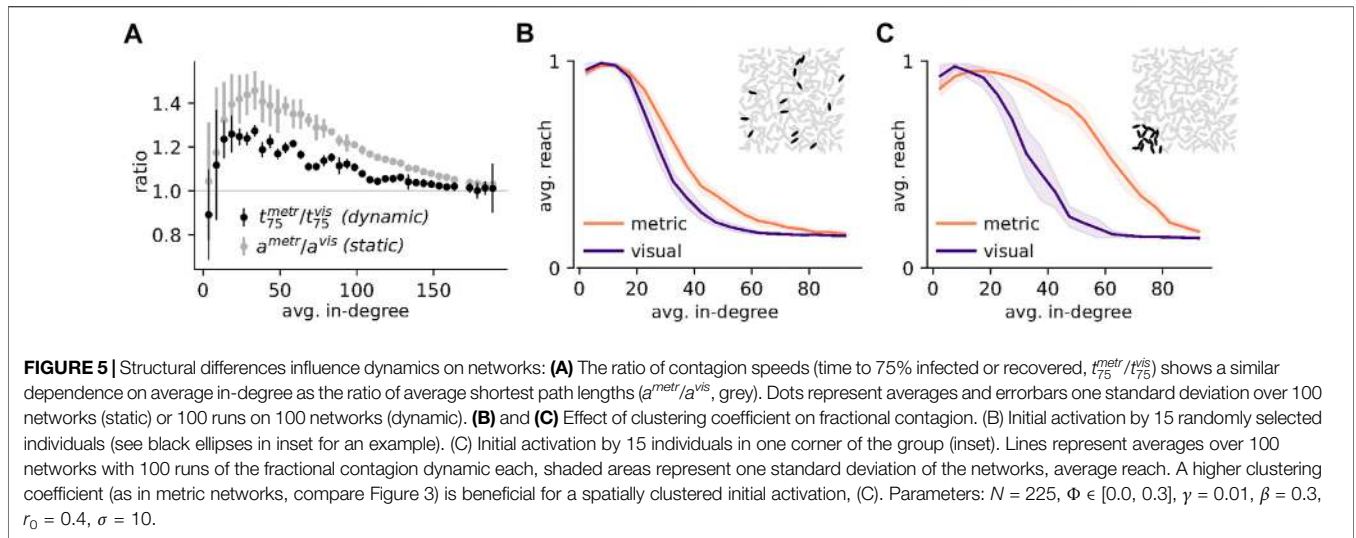 A
B
C
1.4
1.2
1.0
0.8
ratio
t₇₅^metr/t₇₅^vis (dynamic)
a^metr/a^vis (static)
0
50
100
150
avg. in-degree
1
0
avg. reach
metric
visual
0
20
40
60
80
avg. in-degree
1
0
avg. reach
metric
visual
0
20
40
60
80
avg. in-degree
FIGURE 5 | Structural differences influence dynamics on networks: (A) The ratio of contagion speeds (time to 75% infected or recovered, t₇₅^metr/t₇₅^vis) shows a similar
dependence on average in-degree as the ratio of average shortest path lengths (a^metr/a^vis, grey). Dots represent averages and errorbars one standard deviation over 100
networks (static) or 100 runs on 100 networks (dynamic). (B) and (C) Effect of clustering coefficient on fractional contagion. (B) Initial activation by 15 randomly selected
individuals (see black ellipses in inset for an example). (C) Initial activation by 15 individuals in one corner of the group (inset). Lines represent averages over 100
networks with 100 runs of the fractional contagion dynamic each, shaded areas represent one standard deviation of the networks, average reach. A higher clustering
coefficient (as in metric networks, compare Figure 3) is beneficial for a spatially clustered initial activation, (C). Parameters: N = 225, Φ ∈ [0.0, 0.3], γ = 0.01, β = 0.3,
r₀ = 0.4, σ = 10.